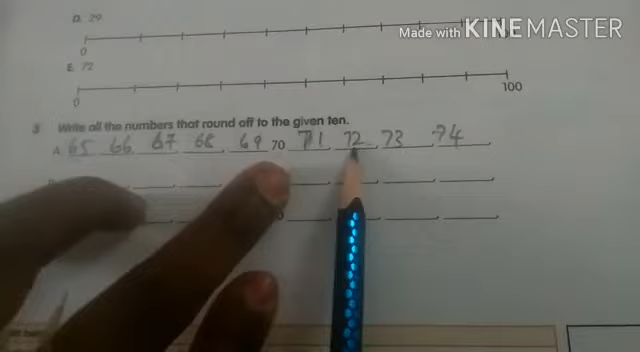 D. 29
Made with KINEMASTER
0
E. 72
0 100
3 Write all the numbers that round off to the given ten.
A. 65 66 67 68 69 70 71 72 73 74